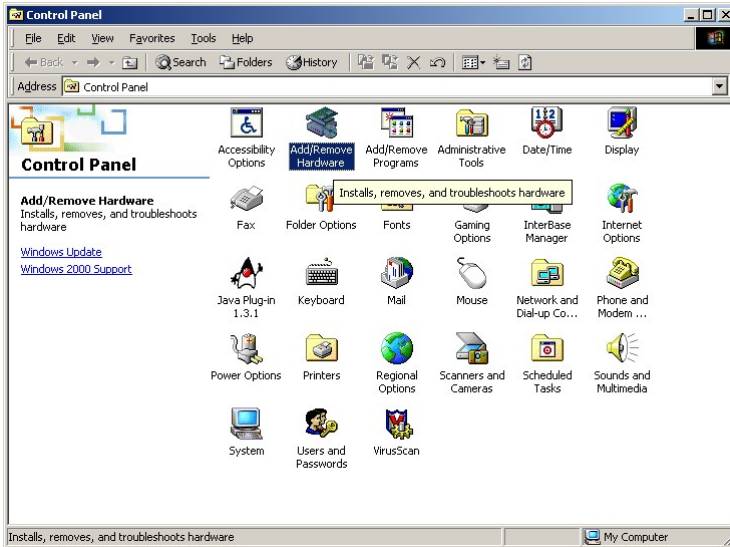 Control Panel
File Edit View Favorites Tools Help
Back Search Folders History
Address Control Panel
Control Panel
Add/Remove Hardware
Installs, removes, and troubleshoots
hardware
Windows Update
Windows 2000 Support
Accessibility
Options
Add/Remove
Hardware
Add/Remove
Programs
Administrative
Tools
Date/Time
12
Display
Installs, removes, and troubleshoots hardware
Fax
Folder Options
Fonts
Gaming
Options
InterBase
Manager
Internet
Options
Java Plug-in
1.3.1
Keyboard
Mail
Mouse
Network and
Dial-up Co...
Phone and
Modem ...
Power Options
Printers
Regional
Options
Scanners and
Cameras
Scheduled
Tasks
Sounds and
Multimedia
System
Users and
Passwords
VirusScan
Installs, removes, and troubleshoots hardware
My Computer